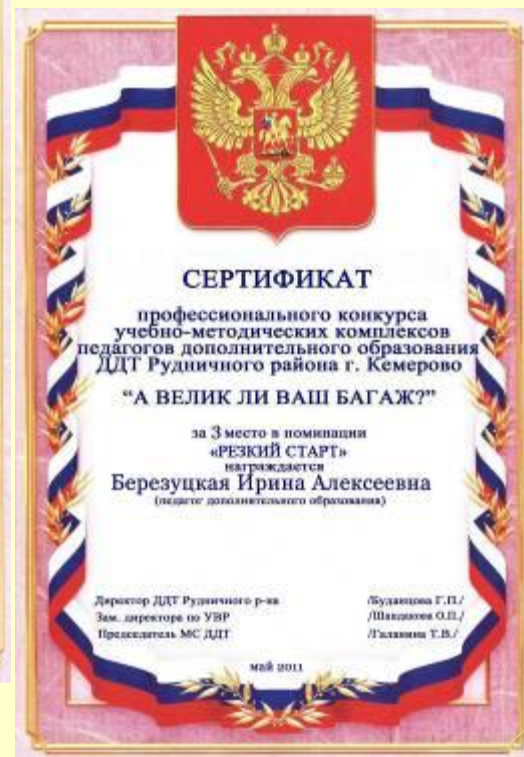 СЕРТИФИКАТ
профессионального конкурса
учебно-методических комплексов
педагогов дополнительного образования
ДДТ Рудничного района г. Кемерово
“А ВЕЛИК ЛИ ВАШ БАГАЖ?”
за 3 место в номинации
«РЕЗКИЙ СТАРТ»
награждается
Березуцкая Ирина Алексеевна
(педагог дополнительного образования)
Директор ДДТ Рудничного р-на /Буданцова Г.П./
Зам. директора по УВР О.П./
Председатель МС ДДТ /Галанина Т.В./
май 2011